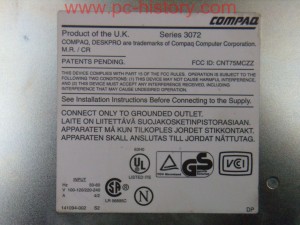 www.pc-history.com
COMPAQ
Product of the U.K. Series 3072
COMPAQ, DESKPRO are trademarks of Compaq Computer Corporation.
M.R. / CR
PATENTS PENDING. FCC ID: CNT75MCZZ
THIS DEVICE COMPLIES WITH PART 15 OF THE FCC RULES. OPERATION IS
SUBJECT TO THE FOLLOWING TWO CONDITIONS: (1) THIS DEVICE MAY
NOT CAUSE HARMFUL INTERFERENCE, AND (2) THIS DEVICE MUST ACCEPT
ANY INTERFERENCE RECEIVED, INCLUDING INTERFERENCE THAT MAY
CAUSE UNDESIRED OPERATION.
See Installation Instructions Before Connecting to the Supply.
CONNECT ONLY TO GROUNDED OUTLET.
LAITE ON LIITETTÄVÄ SUOJAKOSKETINPISTORASIAAN.
APPARATET MÅ KUN TILKOPLES JORDET STIKKONTAKT.
APPARATEN SKALL ANSLUTAS TILL JORDAT NÄTUTTAG.
INPUT:
Hz
V
A
UL
LISTED
GS
VCCI
N
DP